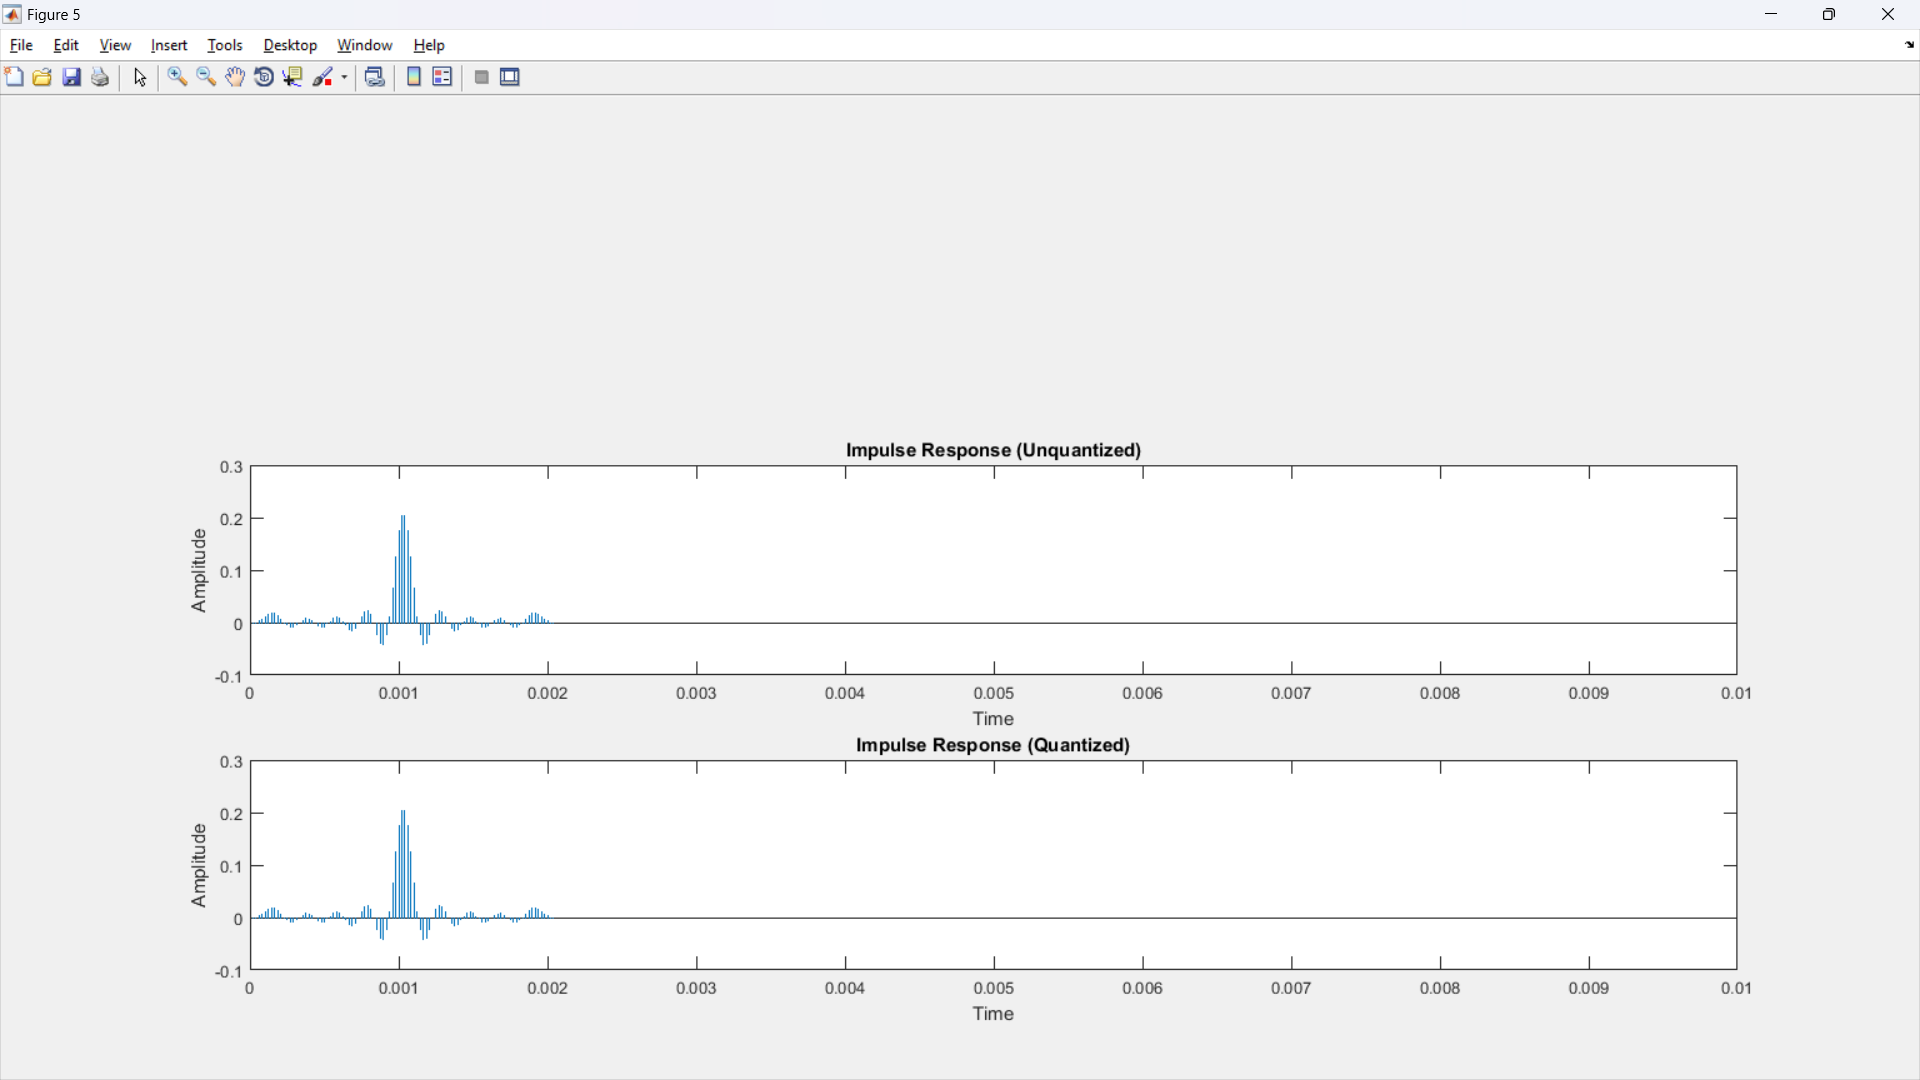 Figure 5
File Edit View Insert Tools Desktop Window Help
Impulse Response (Unquantized)
0.3
0.2
0.1
0
-0.1
Amplitude
0 0.001 0.002 0.003 0.004 0.005 0.006 0.007 0.008 0.009 0.01
Time
Impulse Response (Quantized)
0.3
0.2
0.1
0
-0.1
Amplitude
0 0.001 0.002 0.003 0.004 0.005 0.006 0.007 0.008 0.009 0.01
Time